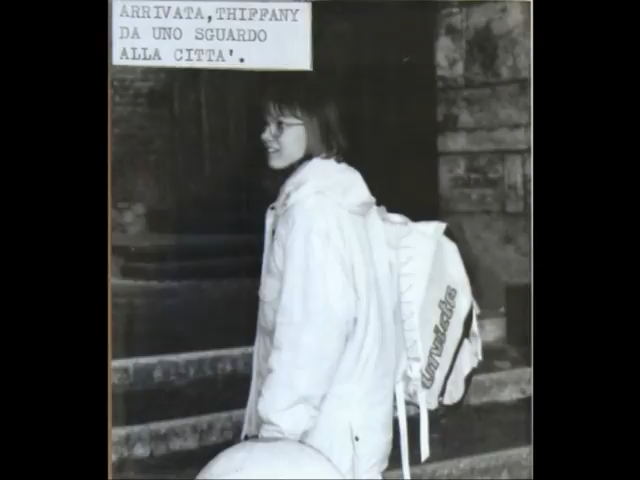 ARRIVATA,THIFFANY
DA UNO SGUARDO
ALLA CITTA'.
invicta